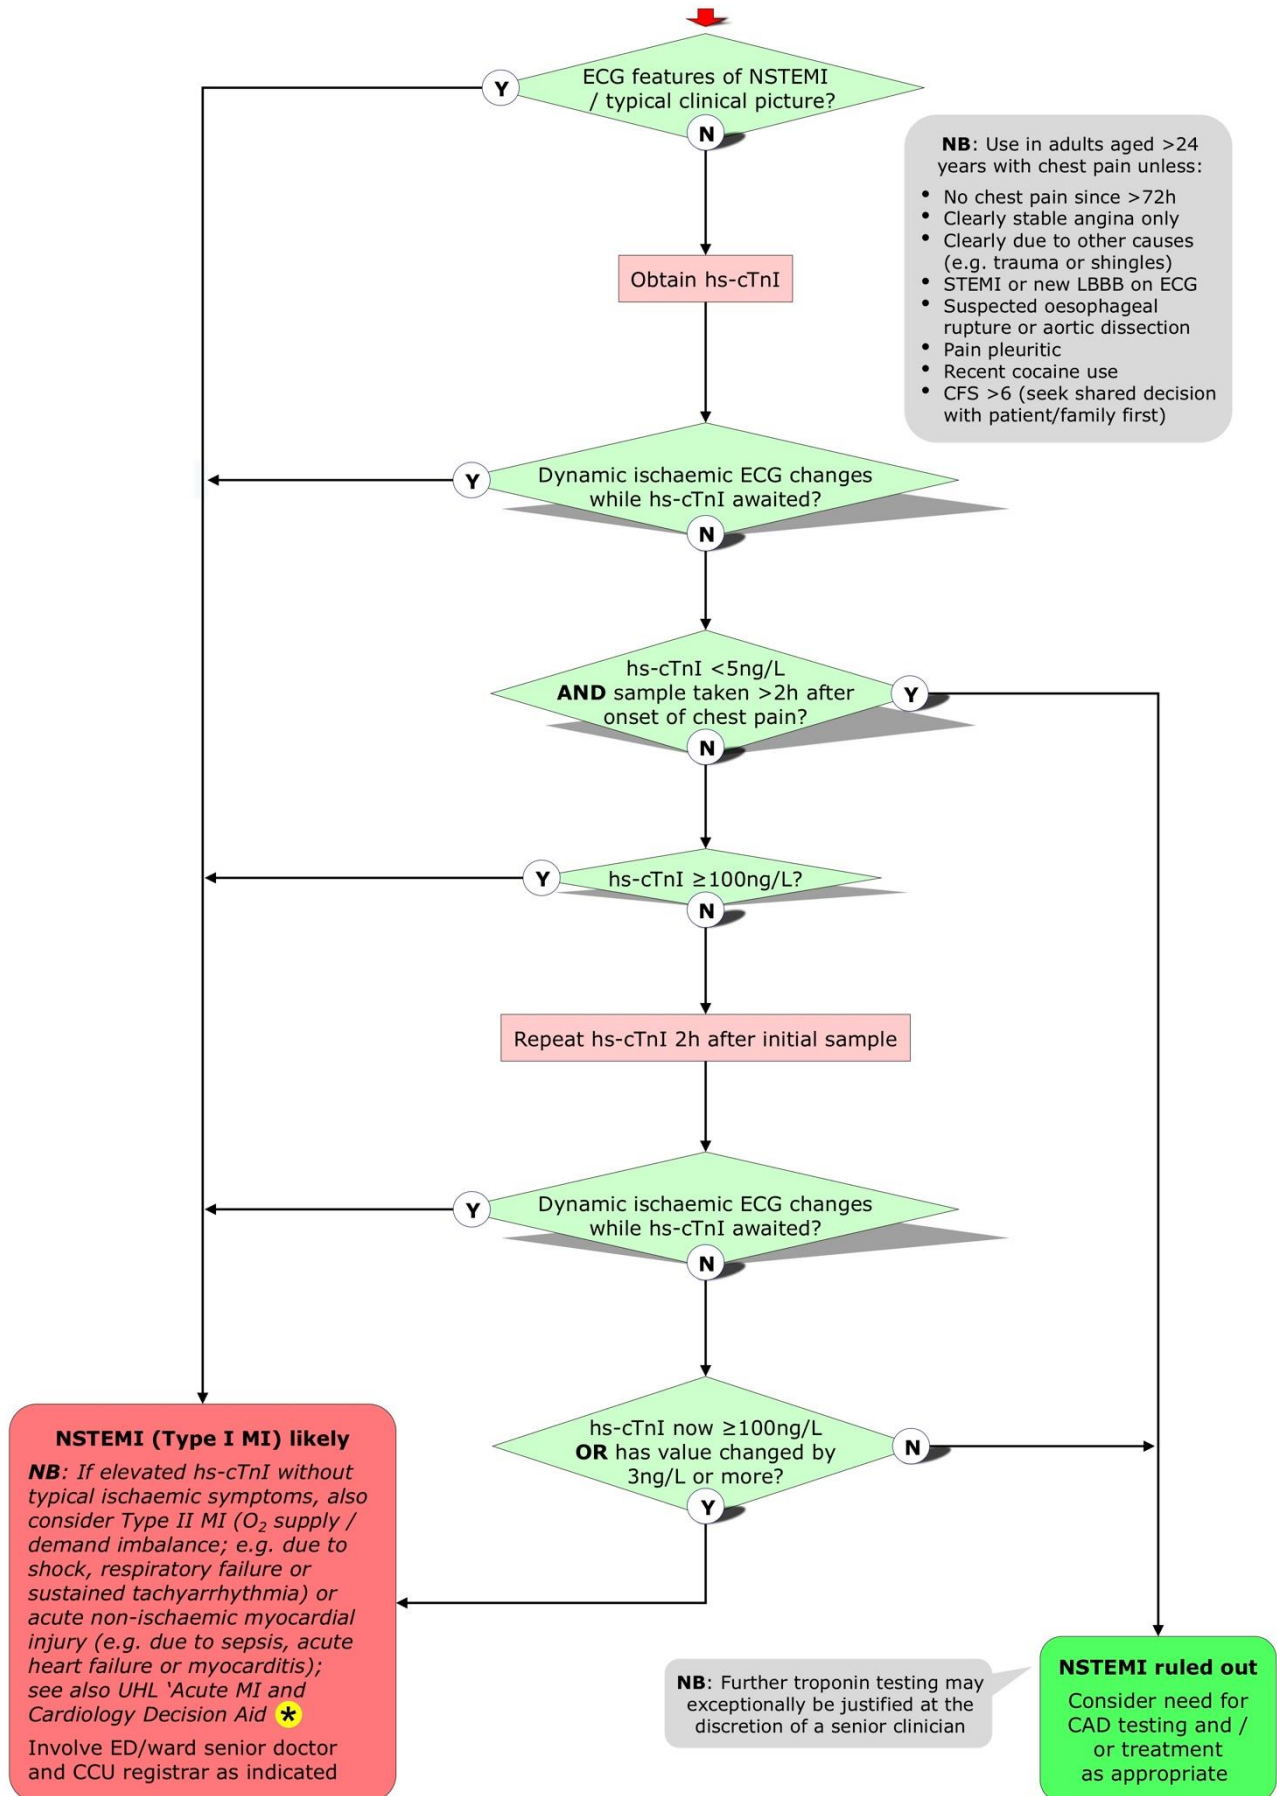 ECG features of NSTEMI
/ typical clinical picture?
Y
N
NB: Use in adults aged >24
years with chest pain unless:
• No chest pain since >72h
• Clearly stable angina only
• Clearly due to other causes
(e.g. trauma or shingles)
• STEMI or new LBBB on ECG
• Suspected oesophageal
rupture or aortic dissection
• Pain pleuritic
• Recent cocaine use
• CFS >6 (seek shared decision
with patient/family first)
Obtain hs-cTnI
Dynamic ischaemic ECG changes
while hs-cTnI awaited?
Y
N
hs-cTnI <5ng/L
AND sample taken >2h after
onset of chest pain?
Y
N
hs-cTnI ≥100ng/L?
Y
N
Repeat hs-cTnI 2h after initial sample
Dynamic ischaemic ECG changes
while hs-cTnI awaited?
Y
N
hs-cTnI now ≥100ng/L
OR has value changed by
3ng/L or more?
N
Y
NSTEMI (Type I MI) likely
NB: If elevated hs-cTnI without
typical ischaemic symptoms, also
consider Type II MI (O₂ supply /
demand imbalance; e.g. due to
shock, respiratory failure or
sustained tachyarrhythmia) or
acute non-ischaemic myocardial
injury (e.g. due to sepsis, acute
heart failure or myocarditis);
see also UHL ‘Acute MI and
Cardiology Decision Aid *
Involve ED/ward senior doctor
and CCU registrar as indicated
NB: Further troponin testing may
exceptionally be justified at the
discretion of a senior clinician
NSTEMI ruled out
Consider need for
CAD testing and /
or treatment
as appropriate